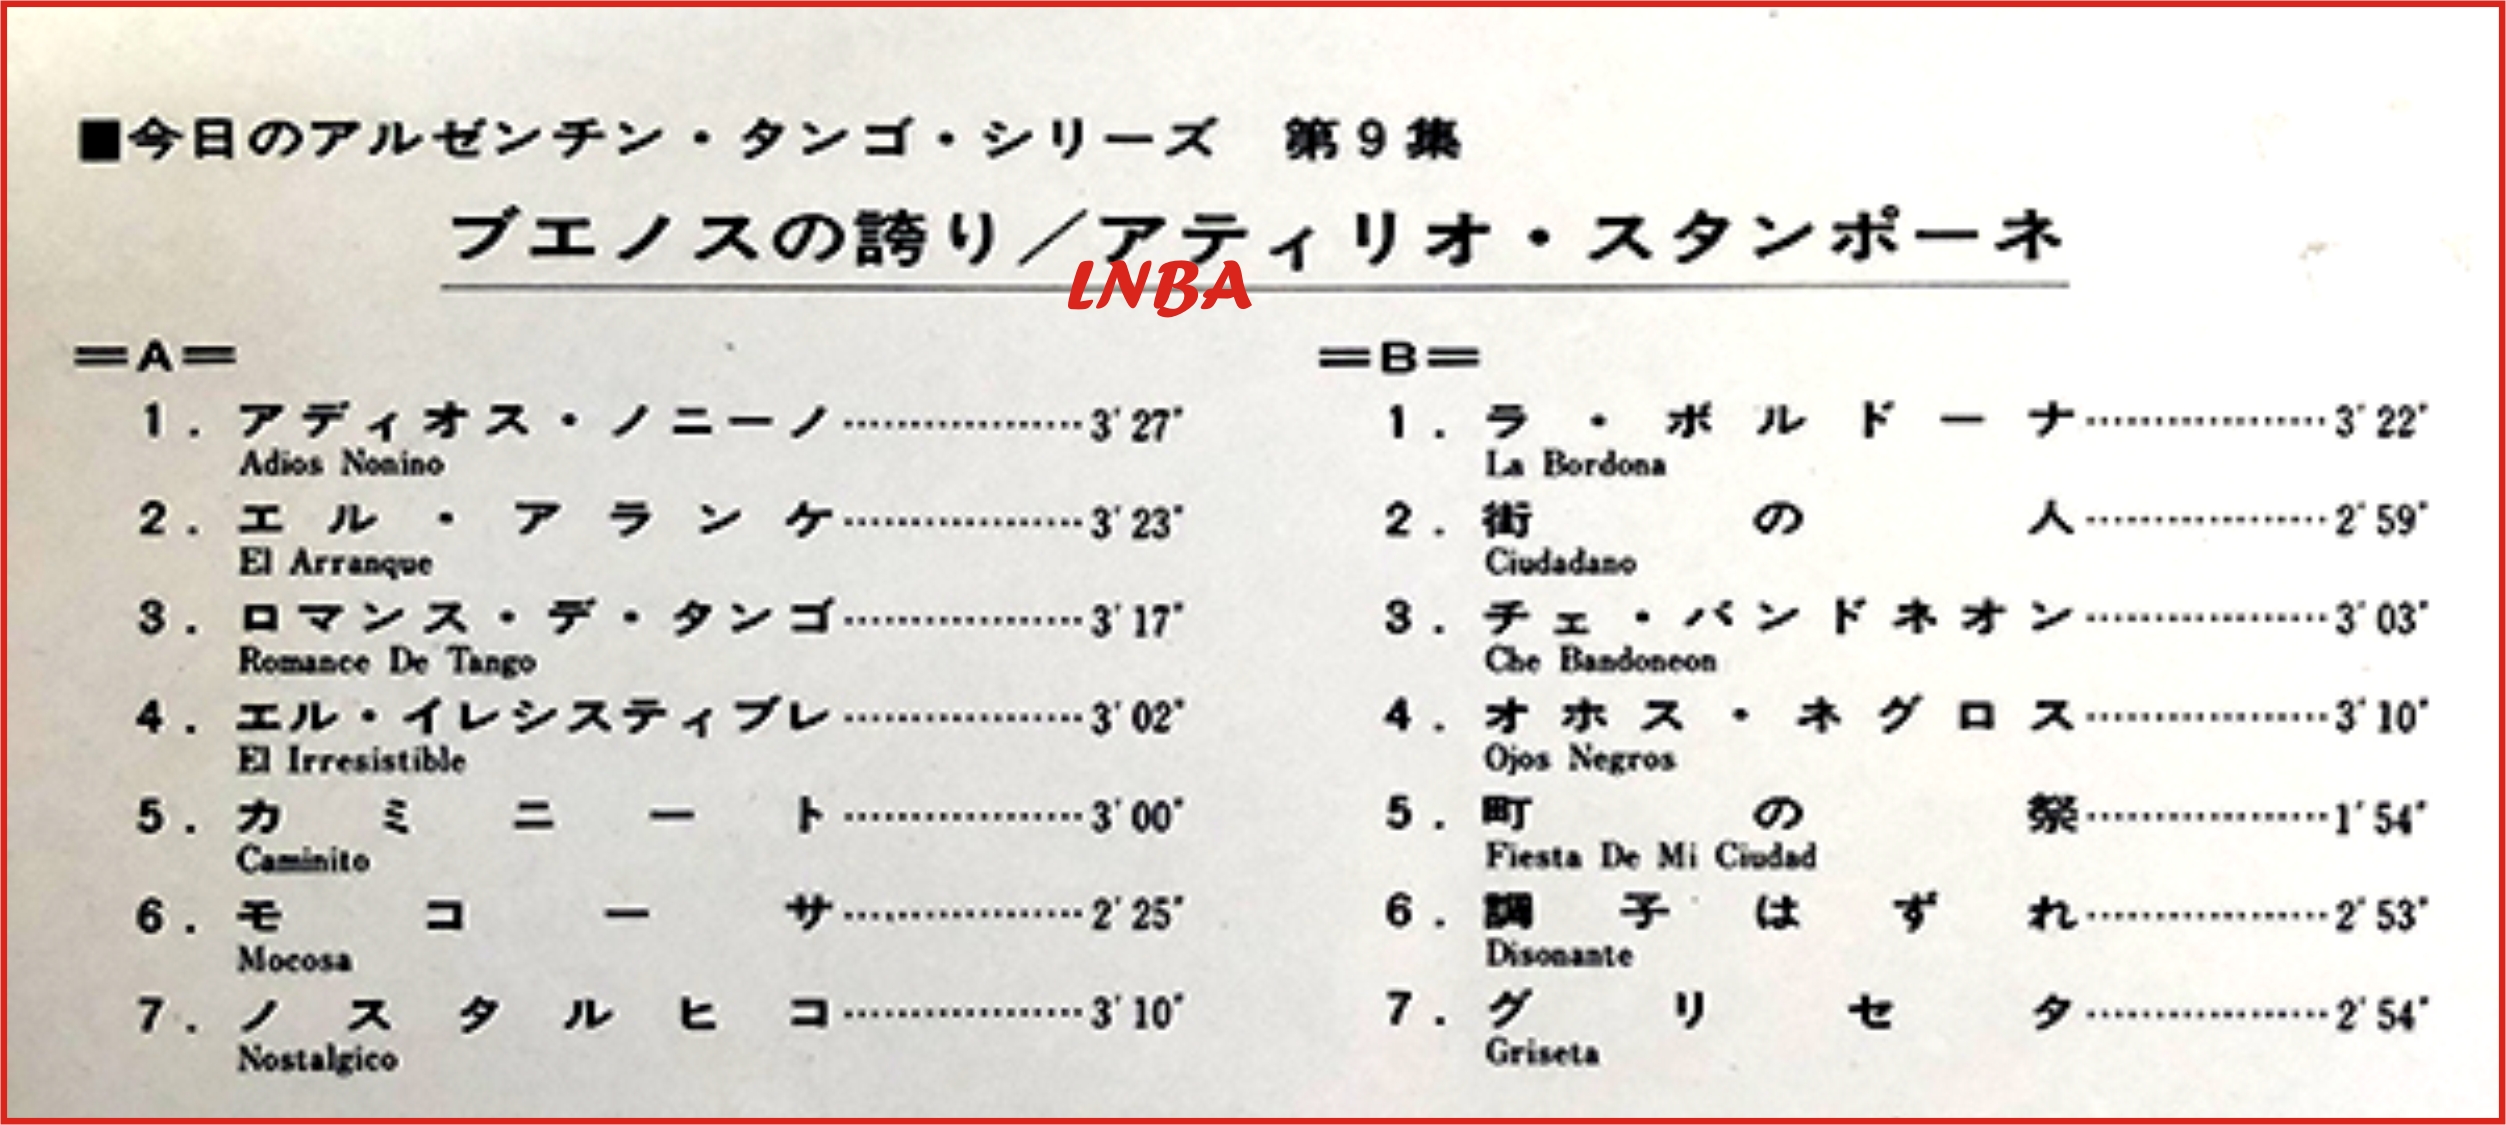 ■今日のアルゼンチン・タンゴ・シリーズ 第9集
ブエノスの誇り/アティリオ・スタンポーネ
LNBA
=A=
1. アディオス・ノニーノ………………3′27″
Adios Nonino
2. エル・アランケ………………3′23″
El Arranque
3. ロマンス・デ・タンゴ………………3′17″
Romance De Tango
4. エル・イレシスティブレ………………3′02″
El Irresistible
5. カミニート………………3′00″
Caminito
6. モコーサ………………2′25″
Mocosa
7. ノスタルヒコ………………3′10″
Nostalgico
=B=
1. ラ・ボルドーナ………………3′22″
La Bordona
2. 街の人………………2′59″
Ciudadano
3. チェ・バンドネオン………………3′03″
Che Bandoneon
4. オホス・ネグロス………………3′10″
Ojos Negros
5. 町の祭………………1′54″
Fiesta De Mi Ciudad
6. 調子はずれ………………2′53″
Disonante
7. グリセタ………………2′54″
Griseta